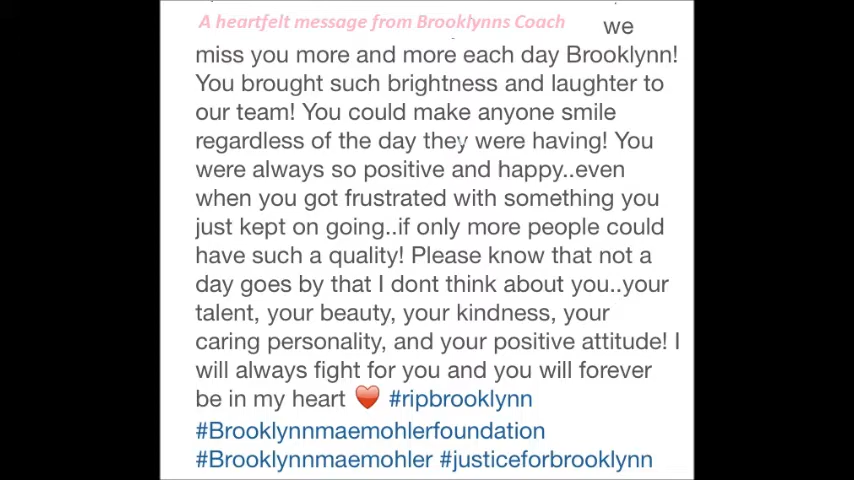 A heartfelt message from Brooklynns Coach
we
miss you more and more each day Brooklynn!
You brought such brightness and laughter to
our team! You could make anyone smile
regardless of the day they were having! You
were always so positive and happy..even
when you got frustrated with something you
just kept on going..if only more people could
have such a quality! Please know that not a
day goes by that I dont think about you..your
talent, your beauty, your kindness, your
caring personality, and your positive attitude! I
will always fight for you and you will forever
be in my heart ❤️ #ripbrooklynn
#Brooklynnmaemohlerfoundation
#Brooklynnmaemohler #justiceforbrooklynn